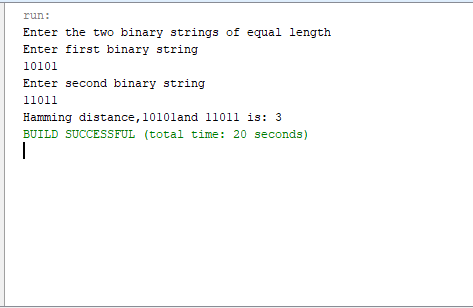 run:
Enter the two binary strings of equal length
Enter first binary string
10101
Enter second binary string
11011
Hamming distance,10101and 11011 is: 3
BUILD SUCCESSFUL (total time: 20 seconds)